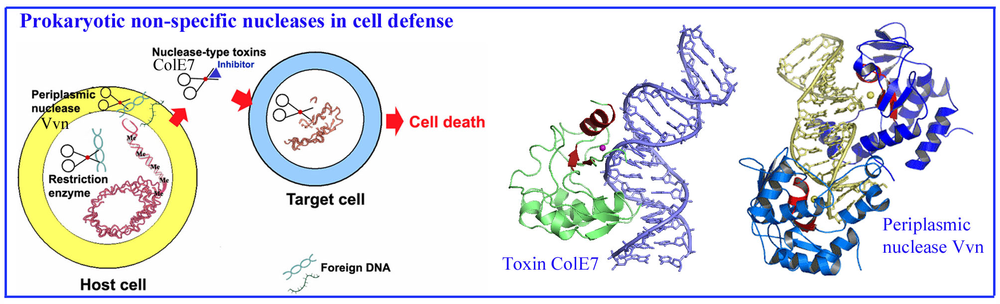 Prokaryotic non-specific nucleases in cell defense
Nuclease-type toxins
ColE7
Inhibitor
Periplasmic
nuclease
Vvn
Me
Me
Me
Me
Me
Restriction
enzyme
Host cell
Target cell
Cell death
Foreign DNA
Toxin ColE7
Periplasmic
nuclease Vvn